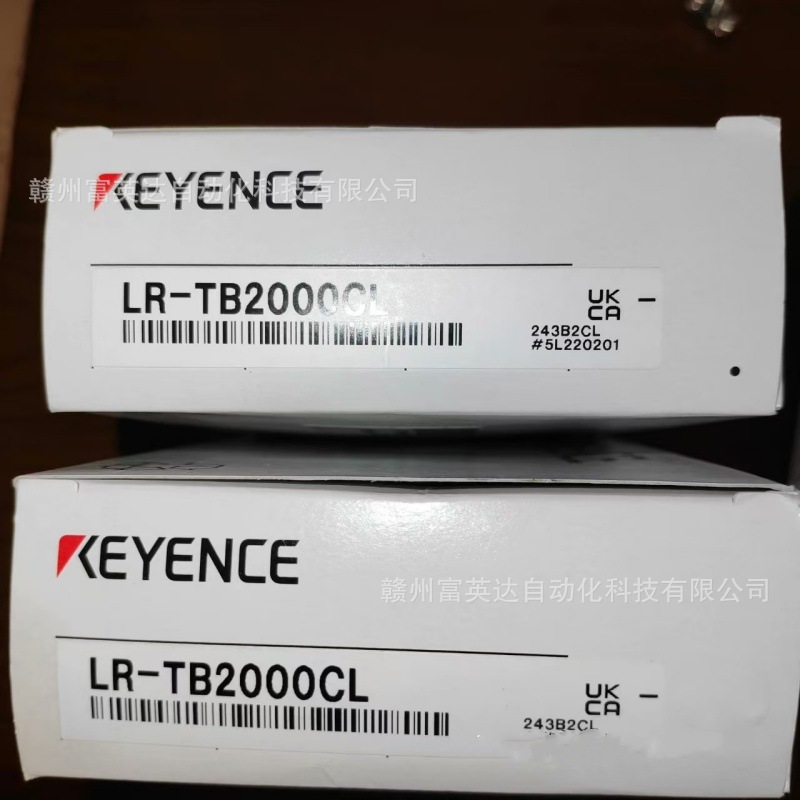 赣州富英达自动化科技有限公司
KEYENCE
LR-TB2000CL
UK
CA
243B2CL
#5L220201
KEYENCE
赣州富英达自动化科技有限公司
LR-TB2000CL
UK
CA
243B2CL